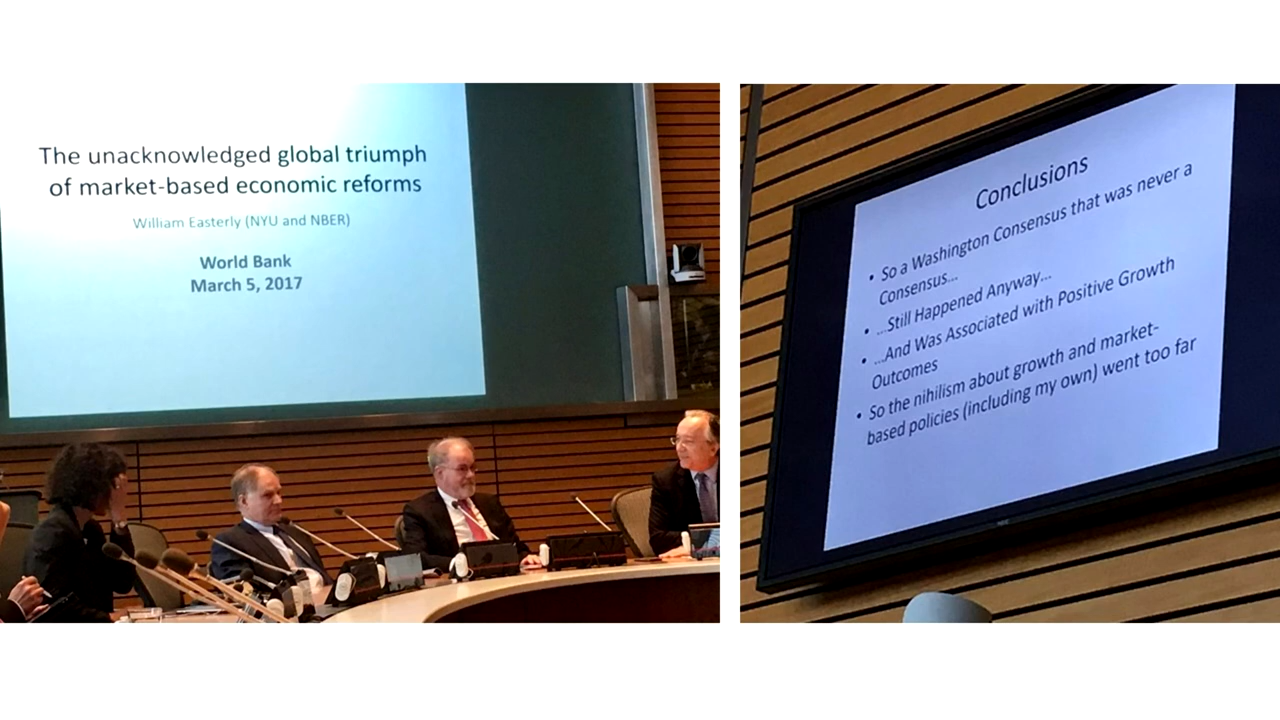 The unacknowledged global triumph
of market-based economic reforms
William Easterly (NYU and NBER)
World Bank
March 5, 2017
Conclusions
• So a Washington Consensus that was never a
Consensus...
• ...Still Happened Anyway...
• ...And Was Associated with Positive Growth
Outcomes
• So the nihilism about growth and market-
based policies (including my own) went too far